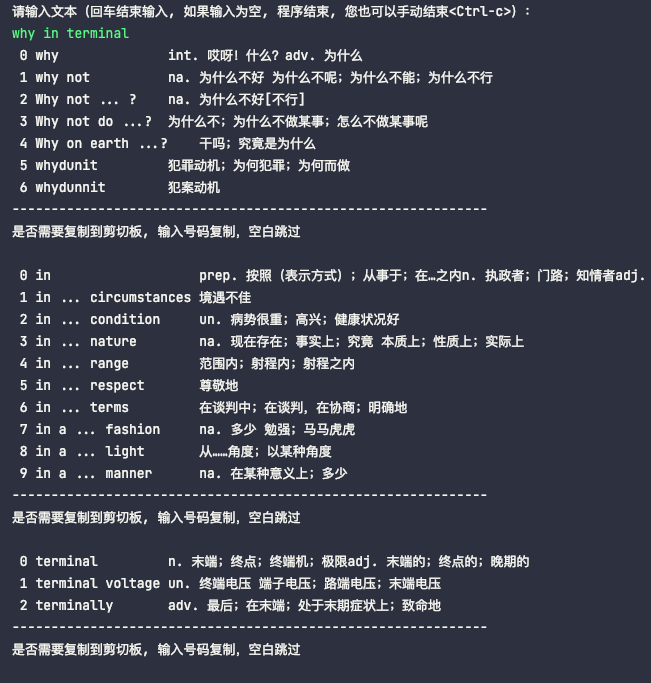 请输入文本（回车结束输入, 如果输入为空, 程序结束, 您也可以手动结束<Ctrl-c>）:
why in terminal
0 why int. 哎呀！什么？adv. 为什么
1 why not na. 为什么不好 为什么不呢；为什么不能；为什么不行
2 Why not ... ? na. 为什么不好[不行]
3 Why not do ...? 为什么不；为什么不做某事；怎么不做某事呢
4 Why on earth ...? 干吗；究竟是为什么
5 whydunit 犯罪动机；为何犯罪；为何而做
6 whydunnit 犯案动机
-------------------------------------------------------------
是否需要复制到剪切板, 输入号码复制, 空白跳过
0 in prep. 按照（表示方式）；从事于；在…之内n. 执政者；门路；知情者adj.
1 in ... circumstances 境遇不佳
2 in ... condition un. 病势很重；高兴；健康状况好
3 in ... nature na. 现在存在；事实上；究竟 本质上；性质上；实际上
4 in ... range 范围内；射程内；射程之内
5 in ... respect 尊敬地
6 in ... terms 在谈判中；在谈判，在协商；明确地
7 in a ... fashion na. 多少 勉强；马马虎虎
8 in a ... light 从……角度；以某种角度
9 in a ... manner na. 在某种意义上；多少
-------------------------------------------------------------
是否需要复制到剪切板, 输入号码复制, 空白跳过
0 terminal n. 末端；终点；终端机；极限adj. 末端的；终点的；晚期的
1 terminal voltage un. 终端电压 端子电压；路端电压；末端电压
2 terminally adv. 最后；在末端；处于末期症状上；致命地
-------------------------------------------------------------
是否需要复制到剪切板, 输入号码复制, 空白跳过